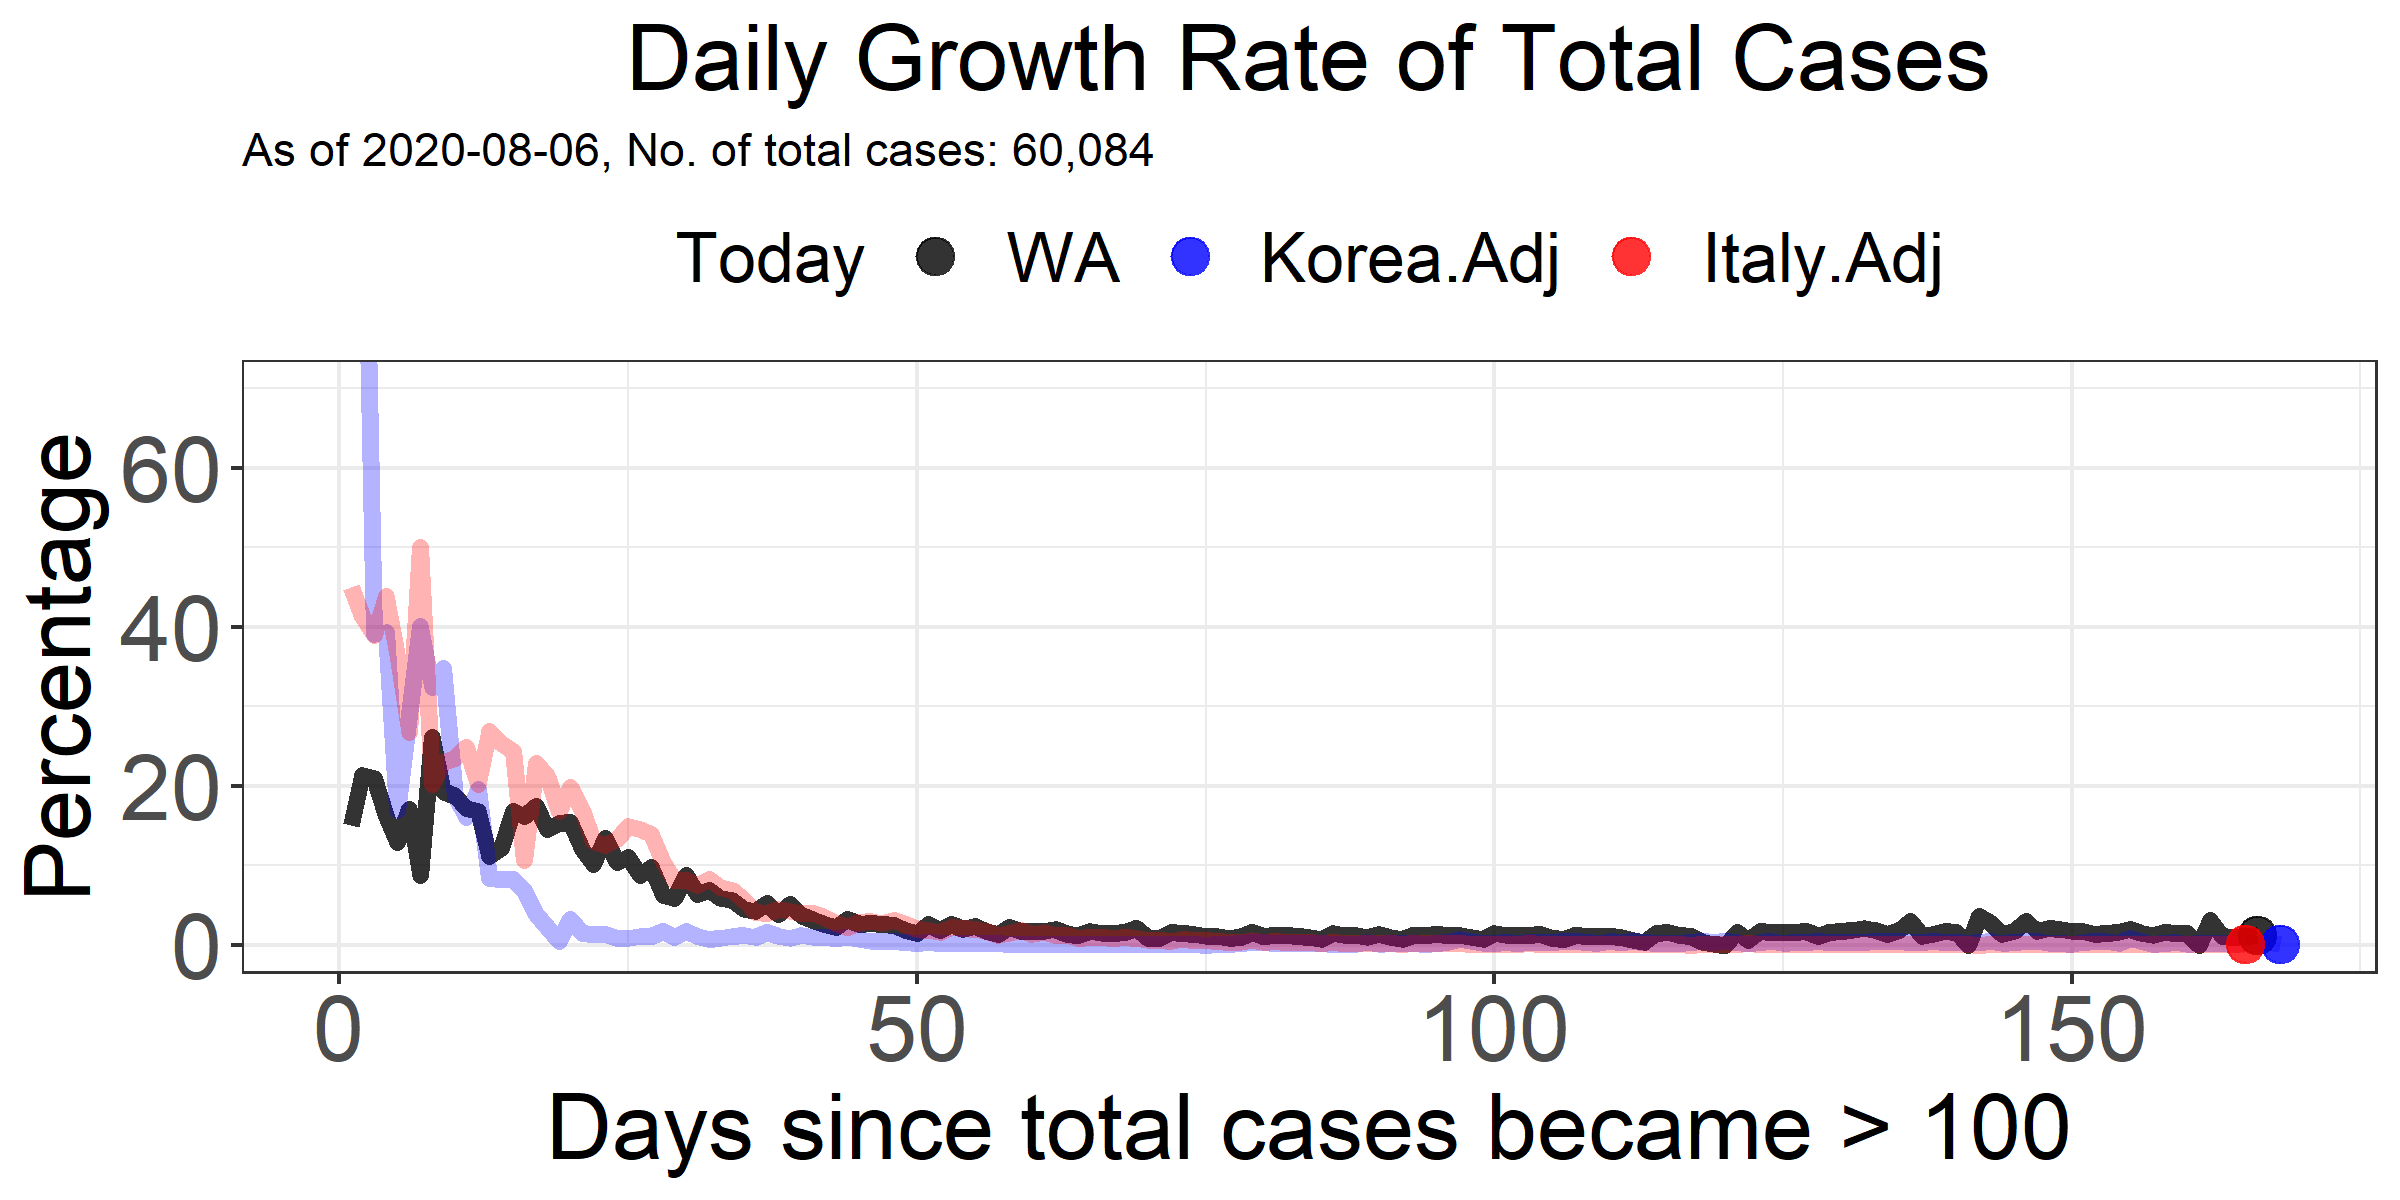 Daily Growth Rate of Total Cases
As of 2020-08-06, No. of total cases: 60,084
Today WA Korea.Adj Italy.Adj
Percentage
60
40
20
0
0 50 100 150
Days since total cases became > 100